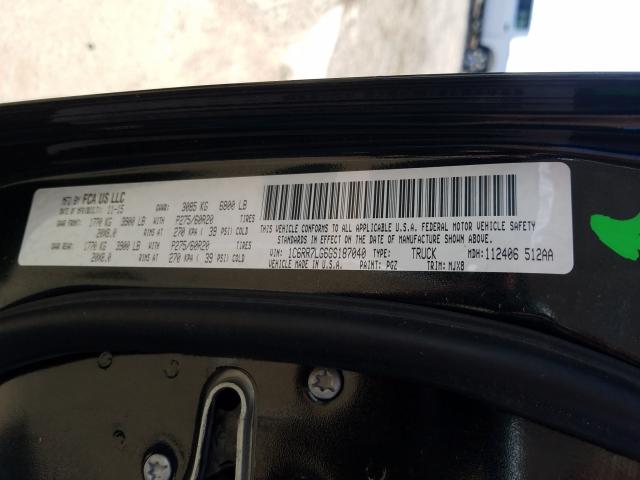 MFD BY FCA US LLC
DATE OF MFR(BUILT): 11-15 GVWR: 3085 KG 6800 LB
GAWR FRONT: 1770 KG 3900 LB WITH P275/60R20 TIRES
20X8.0 RIMS AT 270 KPA ( 39 PSI) COLD
GAWR REAR: 1770 KG 3900 LB WITH P275/60R20 TIRES
20X8.0 RIMS AT 270 KPA ( 39 PSI) COLD
THIS VEHICLE CONFORMS TO ALL APPLICABLE U.S.A. FEDERAL MOTOR VEHICLE SAFETY
STANDARDS IN EFFECT ON THE DATE OF MANUFACTURE SHOWN ABOVE.
VIN: 1C6RR7LG6GS187040 TYPE: TRUCK MDH:112406 512AA
VEHICLE MADE IN U.S.A. PAINT: PGZ TRIM: MJX8